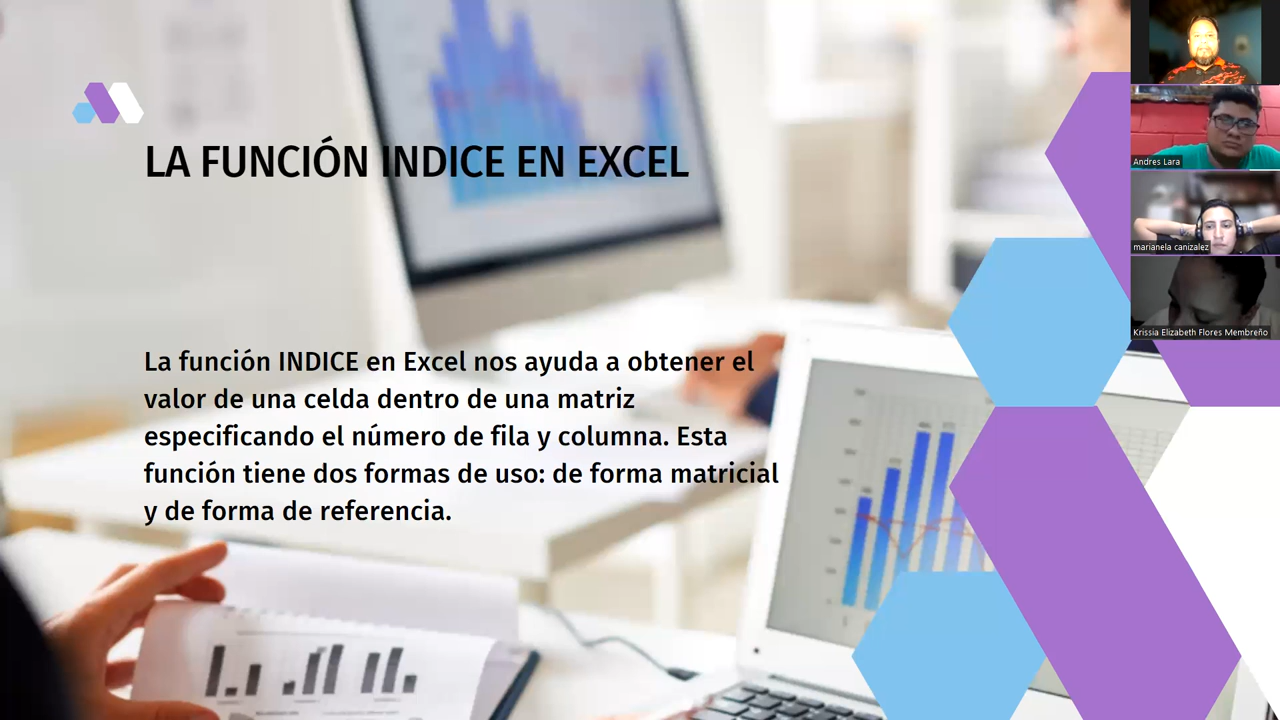 LA FUNCIÓN INDICE EN EXCEL
La función INDICE en Excel nos ayuda a obtener el
valor de una celda dentro de una matriz
especificando el número de fila y columna. Esta
función tiene dos formas de uso: de forma matricial
y de forma de referencia.
Andres Lara
marianela canizalez
Krissia Elizabeth Flores Membreño